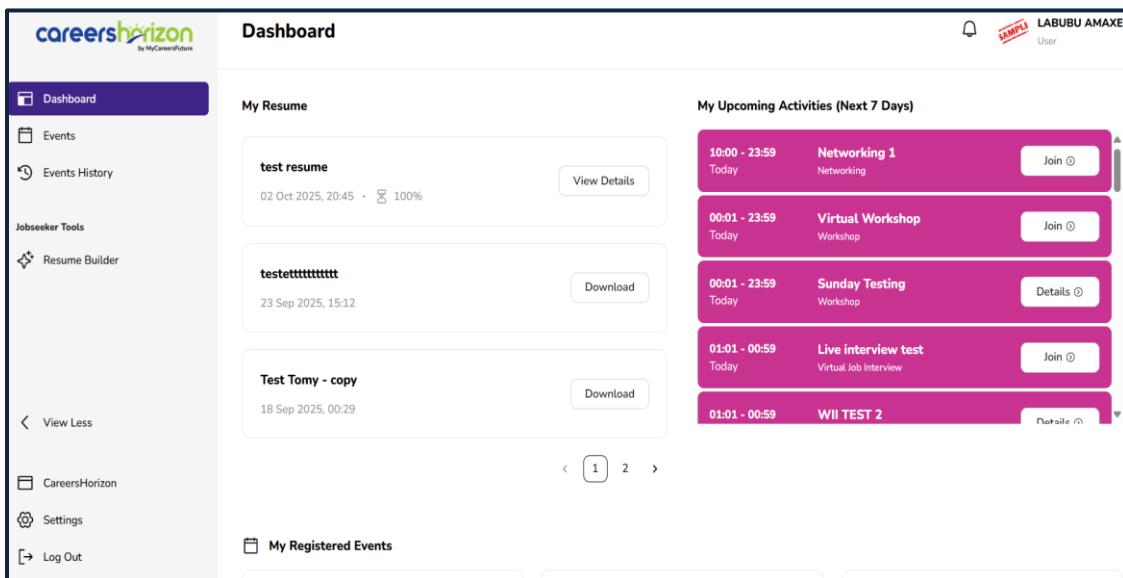 careershorizon
by MyCareersFuture
Dashboard
SAMPLE
LABUBU AMAXE
User
Dashboard
Events
Events History
Jobseeker Tools
Resume Builder
View Less
CareersHorizon
Settings
Log Out
My Resume
test resume
02 Oct 2025, 20:45 • 100%
View Details
testettttttttttt
23 Sep 2025, 15:12
Download
Test Tomy - copy
18 Sep 2025, 00:29
Download
1 2
My Upcoming Activities (Next 7 Days)
10:00 - 23:59 Networking 1
Today Networking
Join
00:01 - 23:59 Virtual Workshop
Today Workshop
Join
00:01 - 23:59 Sunday Testing
Today Workshop
Details
01:01 - 00:59 Live interview test
Today Virtual Job Interview
Join
01:01 - 00:59 WII TEST 2
Details
My Registered Events